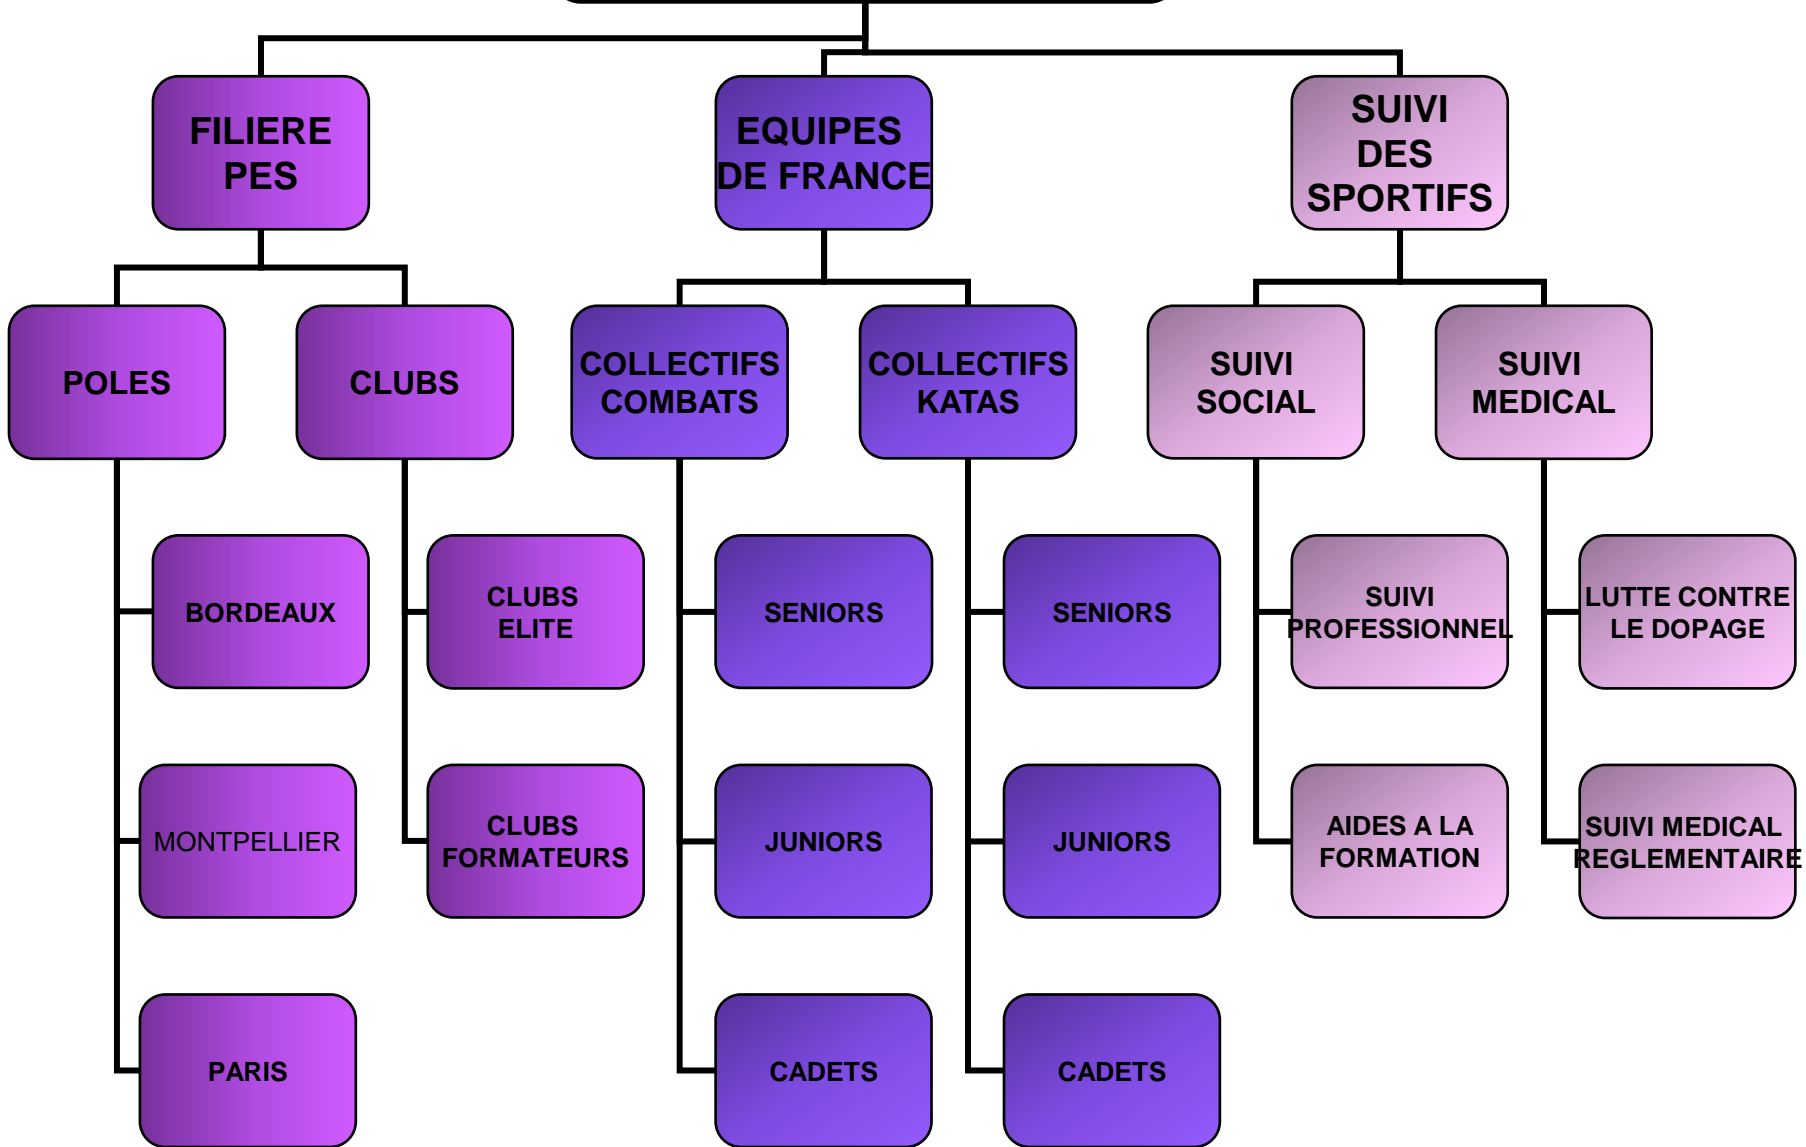 FILIERE
PES
EQUIPES
DE FRANCE
SUIVI
DES
SPORTIFS
POLES
CLUBS
COLLECTIFS
COMBATS
COLLECTIFS
KATAS
SUIVI
SOCIAL
SUIVI
MEDICAL
BORDEAUX
CLUBS
ELITE
SENIORS
SENIORS
SUIVI
PROFESSIONNEL
LUTTE CONTRE
LE DOPAGE
MONTPELLIER
CLUBS
FORMATEURS
JUNIORS
JUNIORS
AIDES A LA
FORMATION
SUIVI MEDICAL
REGLEMENTAIRE
PARIS
CADETS
CADETS